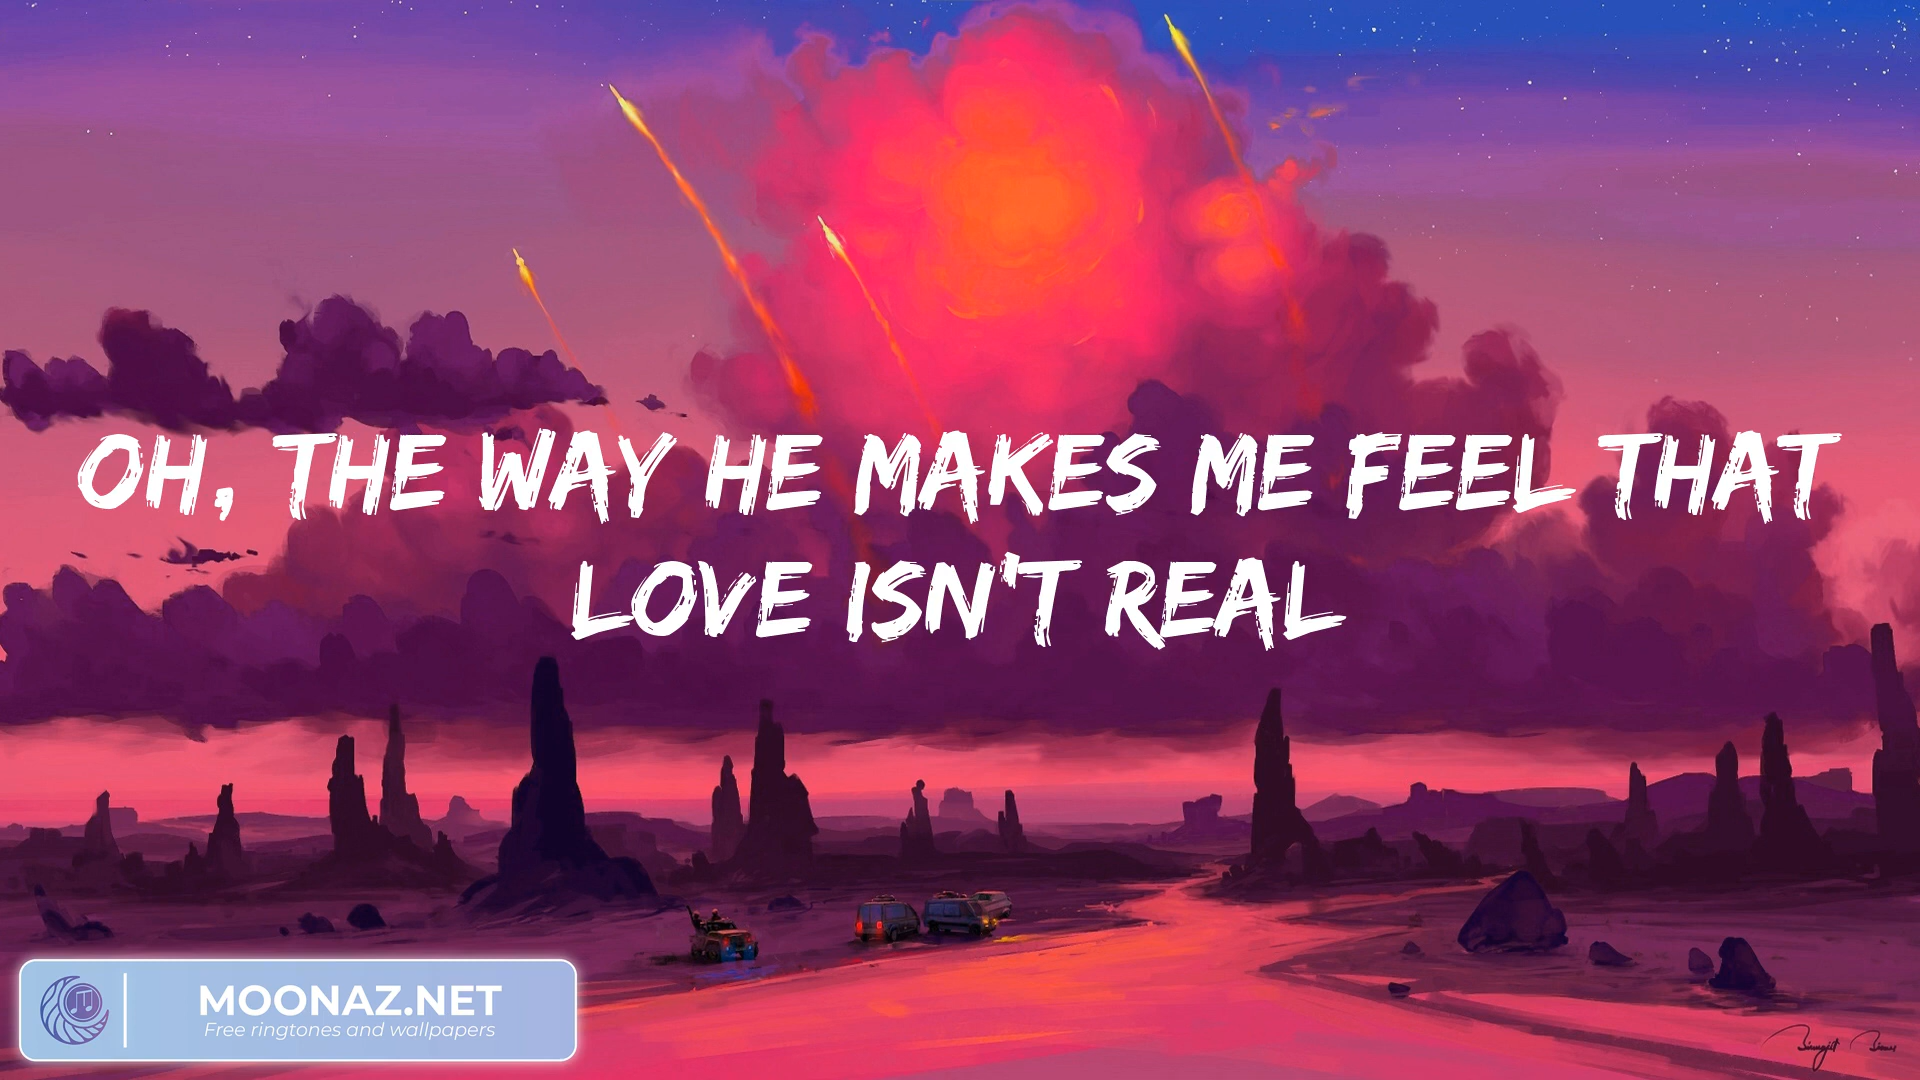 OH, THE WAY HE MAKES ME FEEL THAT
LOVE ISN'T REAL
MOONAZ.NET
Free ringtones and wallpapers